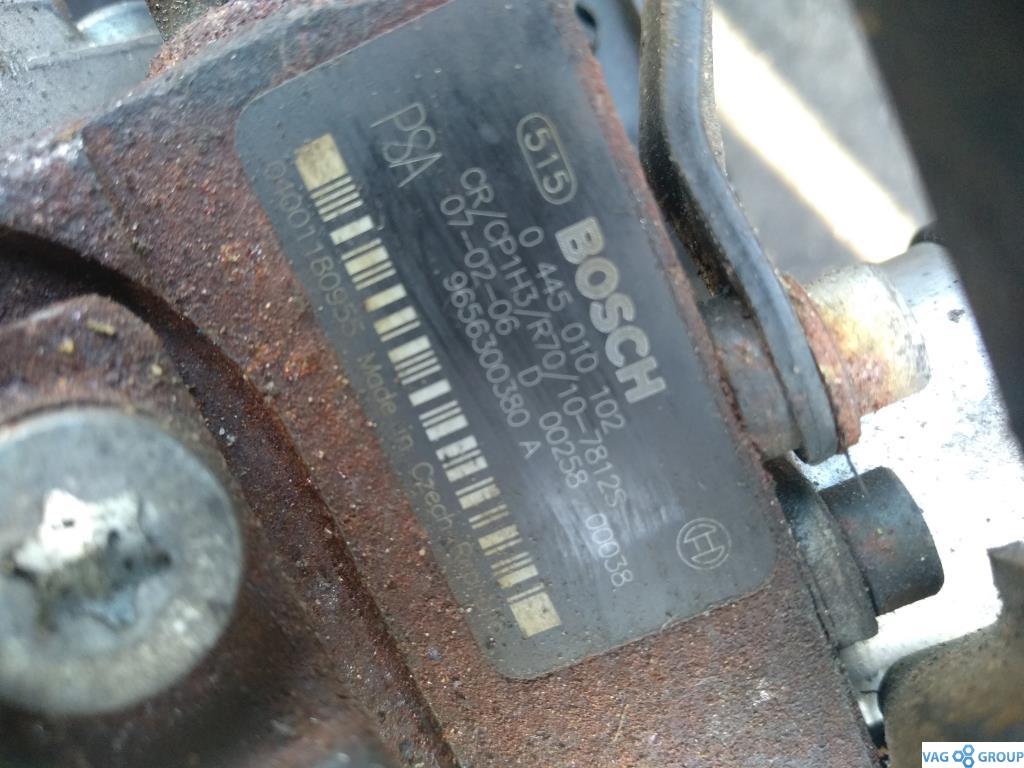 515 BOSCH
0 445 010 102
CR/CP1H3/R70/10-7812S
07-02-06 D 00258 00038
PSA 9656300380 A
040011180953 Made in Czech
VAG GROUP